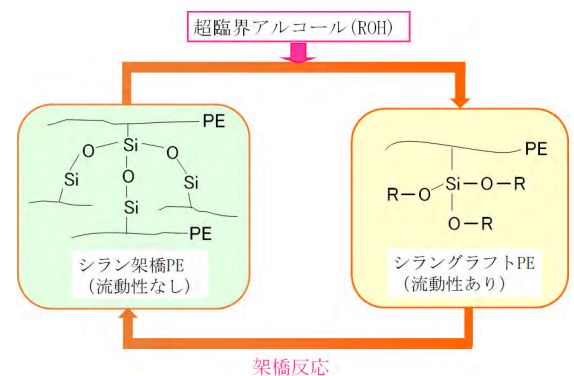 超臨界アルコール(ROH)
PE
Si
O
O
O
Si
Si
Si
PE
シラン架橋PE
(流動性なし)
PE
Si
R-O
O-R
O-R
シラングラフトPE
(流動性あり)
架橋反応